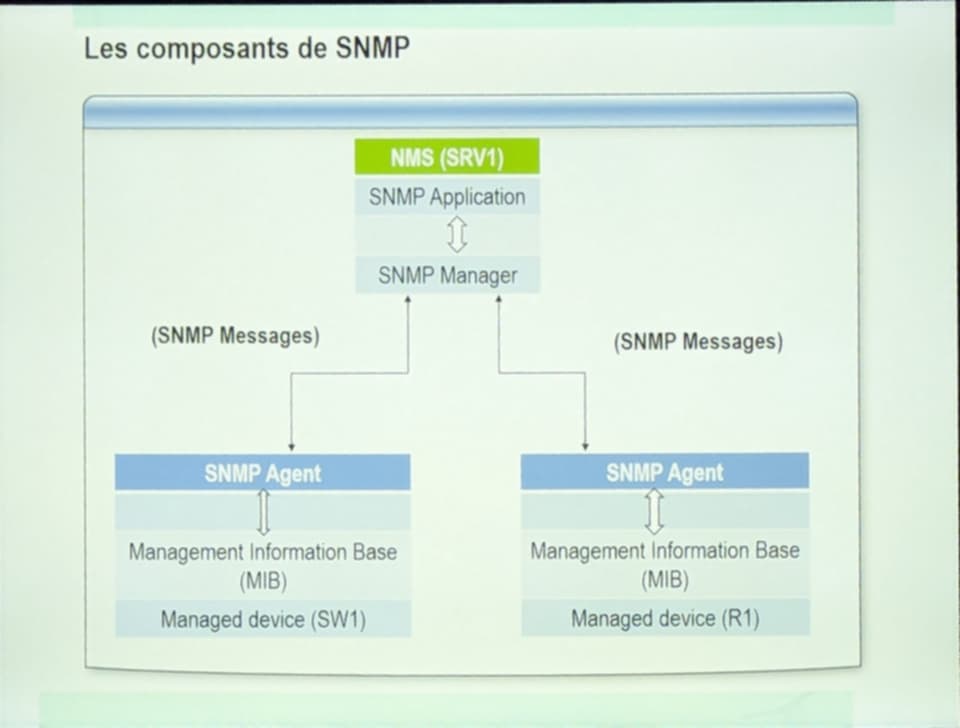 Les composants de SNMP
NMS (SRV1)
SNMP Application
SNMP Manager
(SNMP Messages)
(SNMP Messages)
SNMP Agent
Management Information Base
(MIB)
Managed device (SW1)
SNMP Agent
Management Information Base
(MIB)
Managed device (R1)